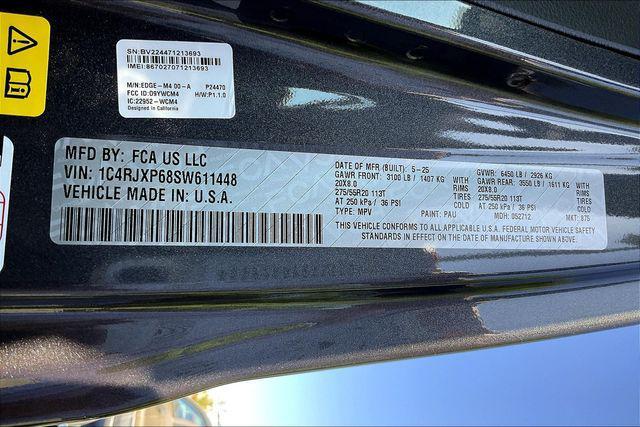 SN:BV224471213693
IMEI:867027071213693
M/N:EDGE-M4 00-A P24470
FCC ID:O9YWCM4 H/W:P1.1.0
IC:22952-WCM4
Designed in California
MFD BY: FCA US LLC
VIN: 1C4RJXP68SW611448
VEHICLE MADE IN: U.S.A.
DATE OF MFR (BUILT): 5-25 GVWR: 6450 LB / 2926 KG
GAWR FRONT: 3100 LB / 1407 KG WITH GAWR REAR: 3550 LB / 1611 KG WITH
20X8.0 RIMS 20X8.0 RIMS
275/55R20 113T TIRES 275/55R20 113T TIRES
AT 250 kPa / 36 PSI COLD AT 250 kPa / 36 PSI COLD
TYPE: MPV PAINT: PAU MDH: 052712 MKT: 875
THIS VEHICLE CONFORMS TO ALL APPLICABLE U.S.A. FEDERAL MOTOR VEHICLE SAFETY
STANDARDS IN EFFECT ON THE DATE OF MANUFACTURE SHOWN ABOVE.